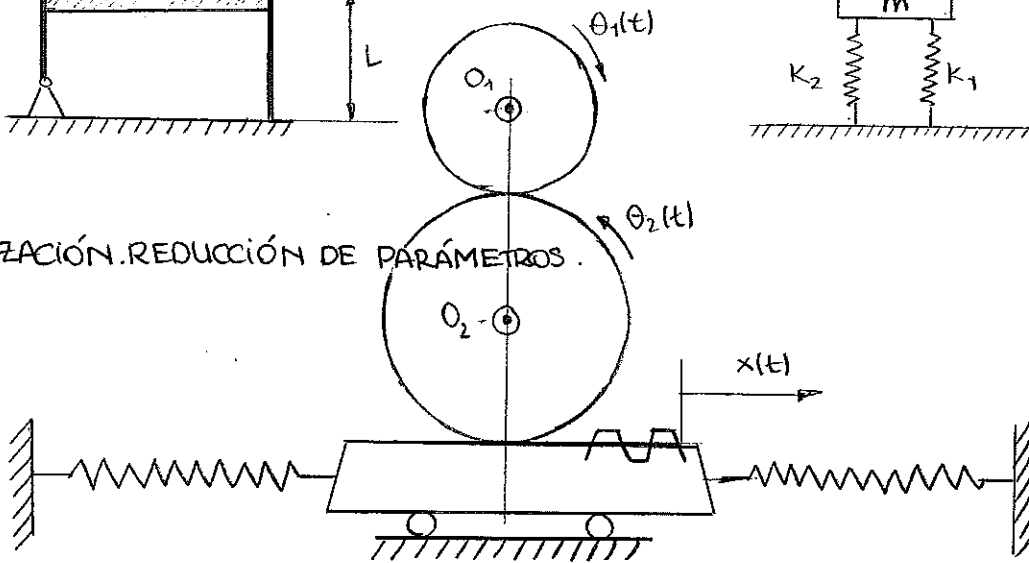 m
L
θ₁(t)
O₁
K₂
K₁
θ₂(t)
ZACIÓN. REDUCCIÓN DE PARÁMETROS.
O₂
x(t)